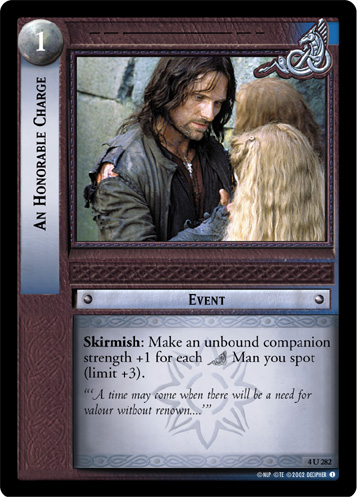 1
AN HONORABLE CHARGE
EVENT
Skirmish: Make an unbound companion
strength +1 for each Man you spot
(limit +3).
“‘A time may come when there will be a need for
valour without renown....’”
4 U 282
©NLP ©TE ©2002 DECIPHER